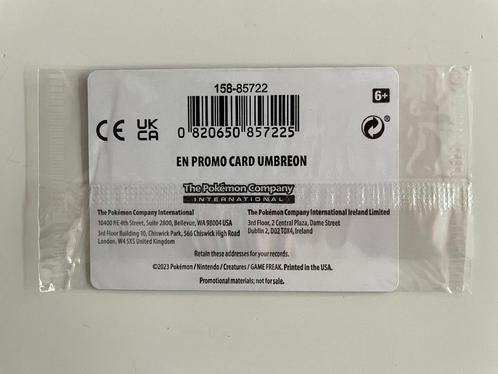 158-85722
6+
CE UK
CA
0 820650 857225
EN PROMO CARD UMBREON
The Pokémon Company
INTERNATIONAL
The Pokémon Company International
10400 NE 4th Street, Suite 2800, Bellevue, WA 98004 USA
3rd Floor Building 10, Chiswick Park, 566 Chiswick High Road
London, W4 5XS United Kingdom
The Pokémon Company International Ireland Limited
3rd Floor, 2 Central Plaza, Dame Street
Dublin 2, D02 T0X4, Ireland
Retain these addresses for your records.
©2023 Pokémon / Nintendo / Creatures / GAME FREAK. Printed in the USA.
Promotional materials; not for sale.